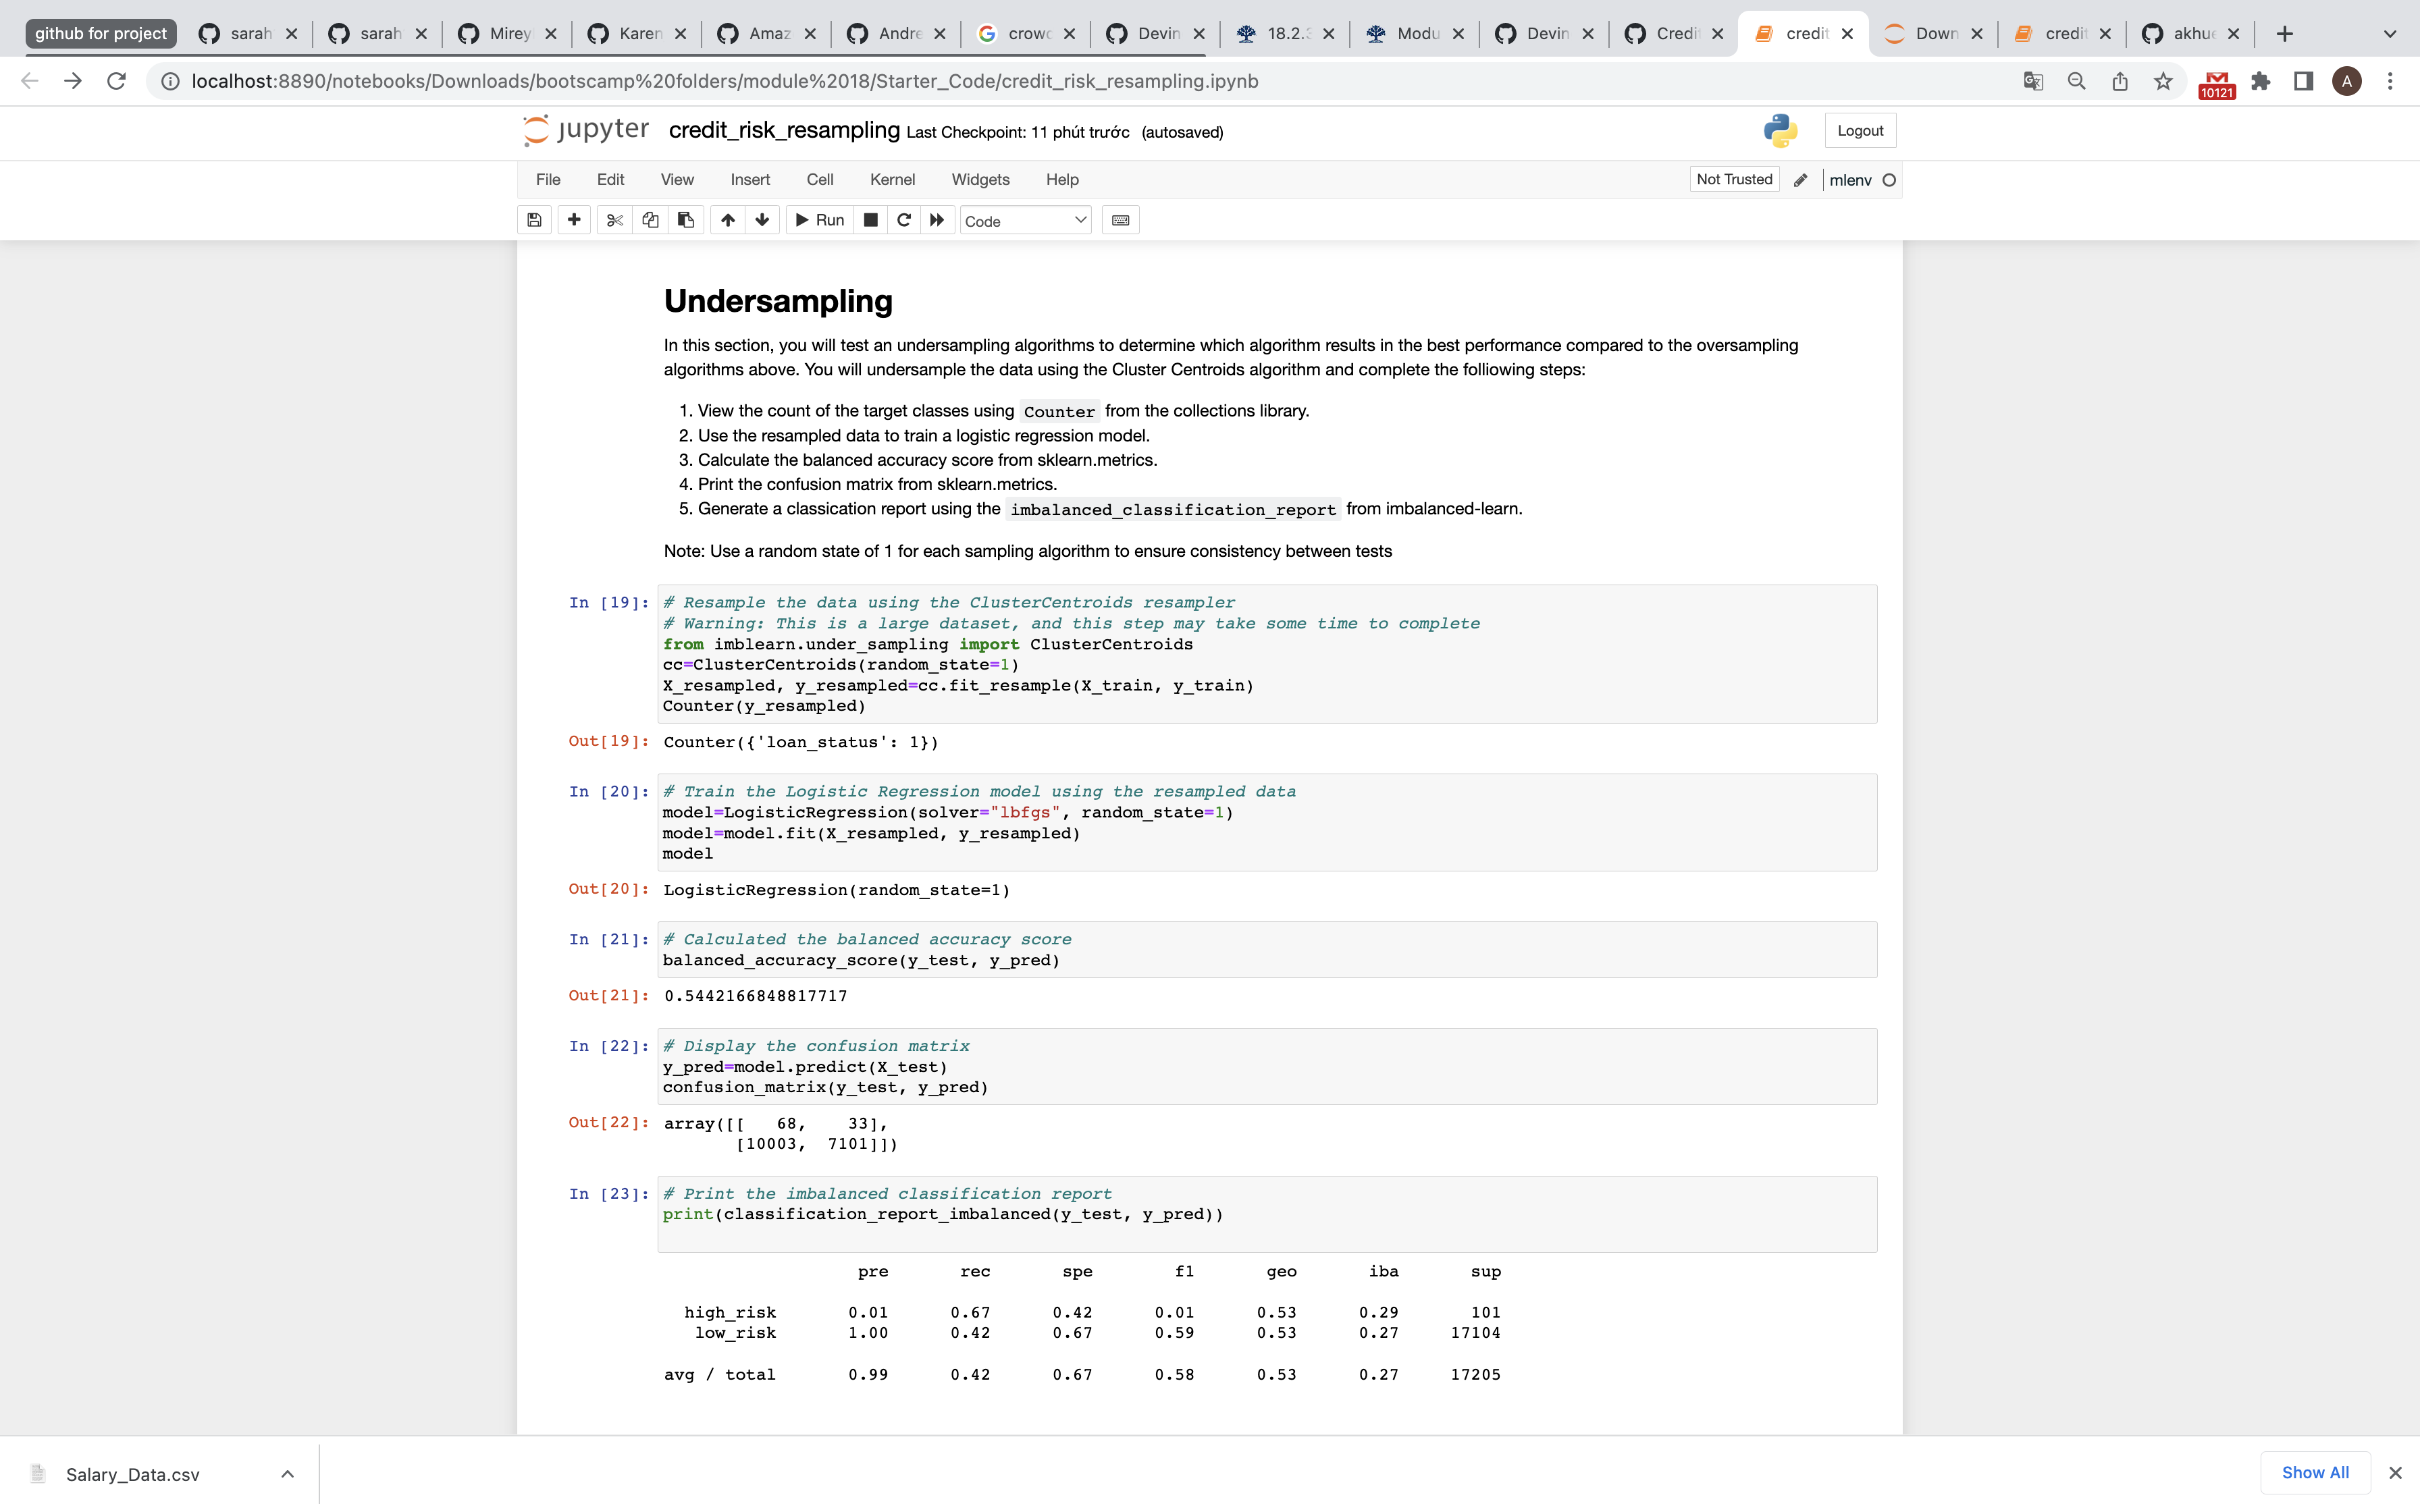 github for project sarah sarah Mirey Karen Amaz Andre crowd Devin 18.2.3 Modu Devin Credit credit Down credit akhue
localhost:8890/notebooks/Downloads/bootscamp%20folders/module%2018/Starter_Code/credit_risk_resampling.ipynb
10121
A
jupyter credit_risk_resampling Last Checkpoint: 11 phút trước (autosaved)
Logout
File Edit View Insert Cell Kernel Widgets Help
Not Trusted
mlenv
Run
Code
Undersampling
In this section, you will test an undersampling algorithms to determine which algorithm results in the best performance compared to the oversampling
algorithms above. You will undersample the data using the Cluster Centroids algorithm and complete the following steps:
1. View the count of the target classes using Counter from the collections library.
2. Use the resampled data to train a logistic regression model.
3. Calculate the balanced accuracy score from sklearn.metrics.
4. Print the confusion matrix from sklearn.metrics.
5. Generate a classication report using the imbalanced_classification_report from imbalanced-learn.
Note: Use a random state of 1 for each sampling algorithm to ensure consistency between tests
In [19]: # Resample the data using the ClusterCentroids resampler
# Warning: This is a large dataset, and this step may take some time to complete
from imblearn.under_sampling import ClusterCentroids
cc=ClusterCentroids(random_state=1)
X_resampled, y_resampled=cc.fit_resample(X_train, y_train)
Counter(y_resampled)
Out[19]: Counter({'loan_status': 1})
In [20]: # Train the Logistic Regression model using the resampled data
model=LogisticRegression(solver="lbfgs", random_state=1)
model=model.fit(X_resampled, y_resampled)
model
Out[20]: LogisticRegression(random_state=1)
In [21]: # Calculated the balanced accuracy score
balanced_accuracy_score(y_test, y_pred)
Out[21]: 0.5442166848817717
In [22]: # Display the confusion matrix
y_pred=model.predict(X_test)
confusion_matrix(y_test, y_pred)
Out[22]: array([[ 68, 33],
[10003, 7101]])
In [23]: # Print the imbalanced classification report
print(classification_report_imbalanced(y_test, y_pred))
pre rec spe f1 geo iba sup
high_risk 0.01 0.67 0.42 0.01 0.53 0.29 101
low_risk 1.00 0.42 0.67 0.59 0.53 0.27 17104
avg / total 0.99 0.42 0.67 0.58 0.53 0.27 17205
Salary_Data.csv
Show All